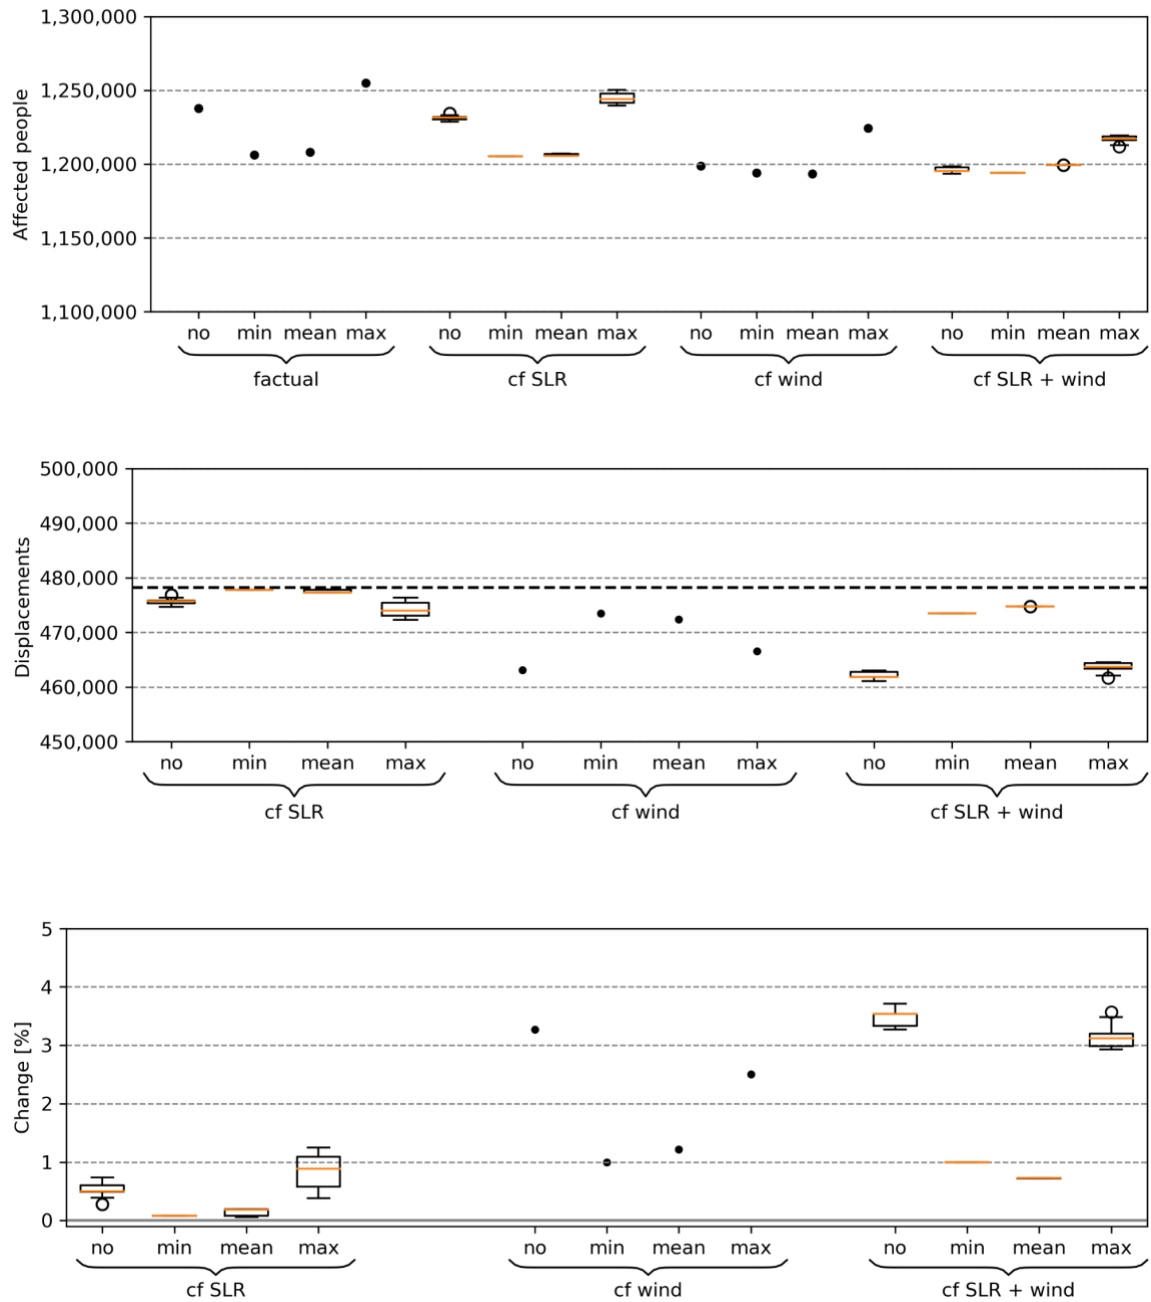 1,300,000
1,250,000
1,200,000
1,150,000
1,100,000
Affected people
no min mean max no min mean max no min mean max no min mean max
factual cf SLR cf wind cf SLR + wind
500,000
490,000
480,000
470,000
460,000
450,000
Displacements
no min mean max no min mean max no min mean max
cf SLR cf wind cf SLR + wind
5
4
3
2
1
0
Change [%]
no min mean max no min mean max no min mean max
cf SLR cf wind cf SLR + wind